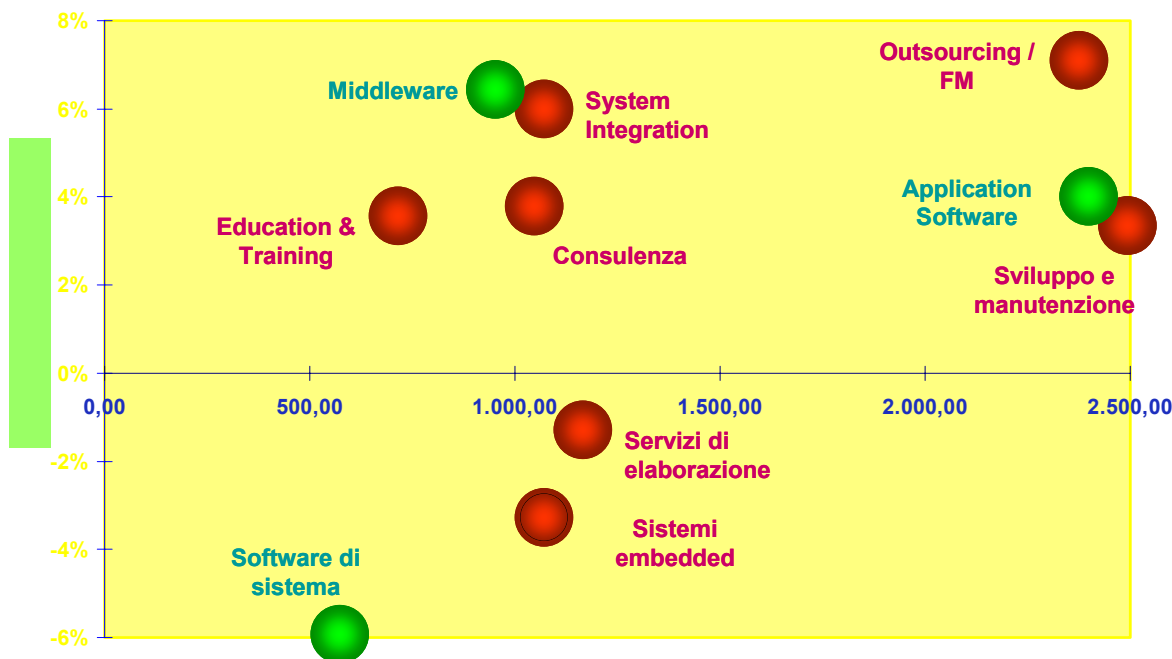 8%
Outsourcing /
FM
Middleware
System
Integration
6%
4%
Application
Software
Education &
Training
Consulenza
Sviluppo e
manutenzione
2%
0%
0,00 500,00 1.000,00 1.500,00 2.000,00 2.500,00
Servizi di
elaborazione
-2%
Sistemi
embedded
-4%
Software di
sistema
-6%